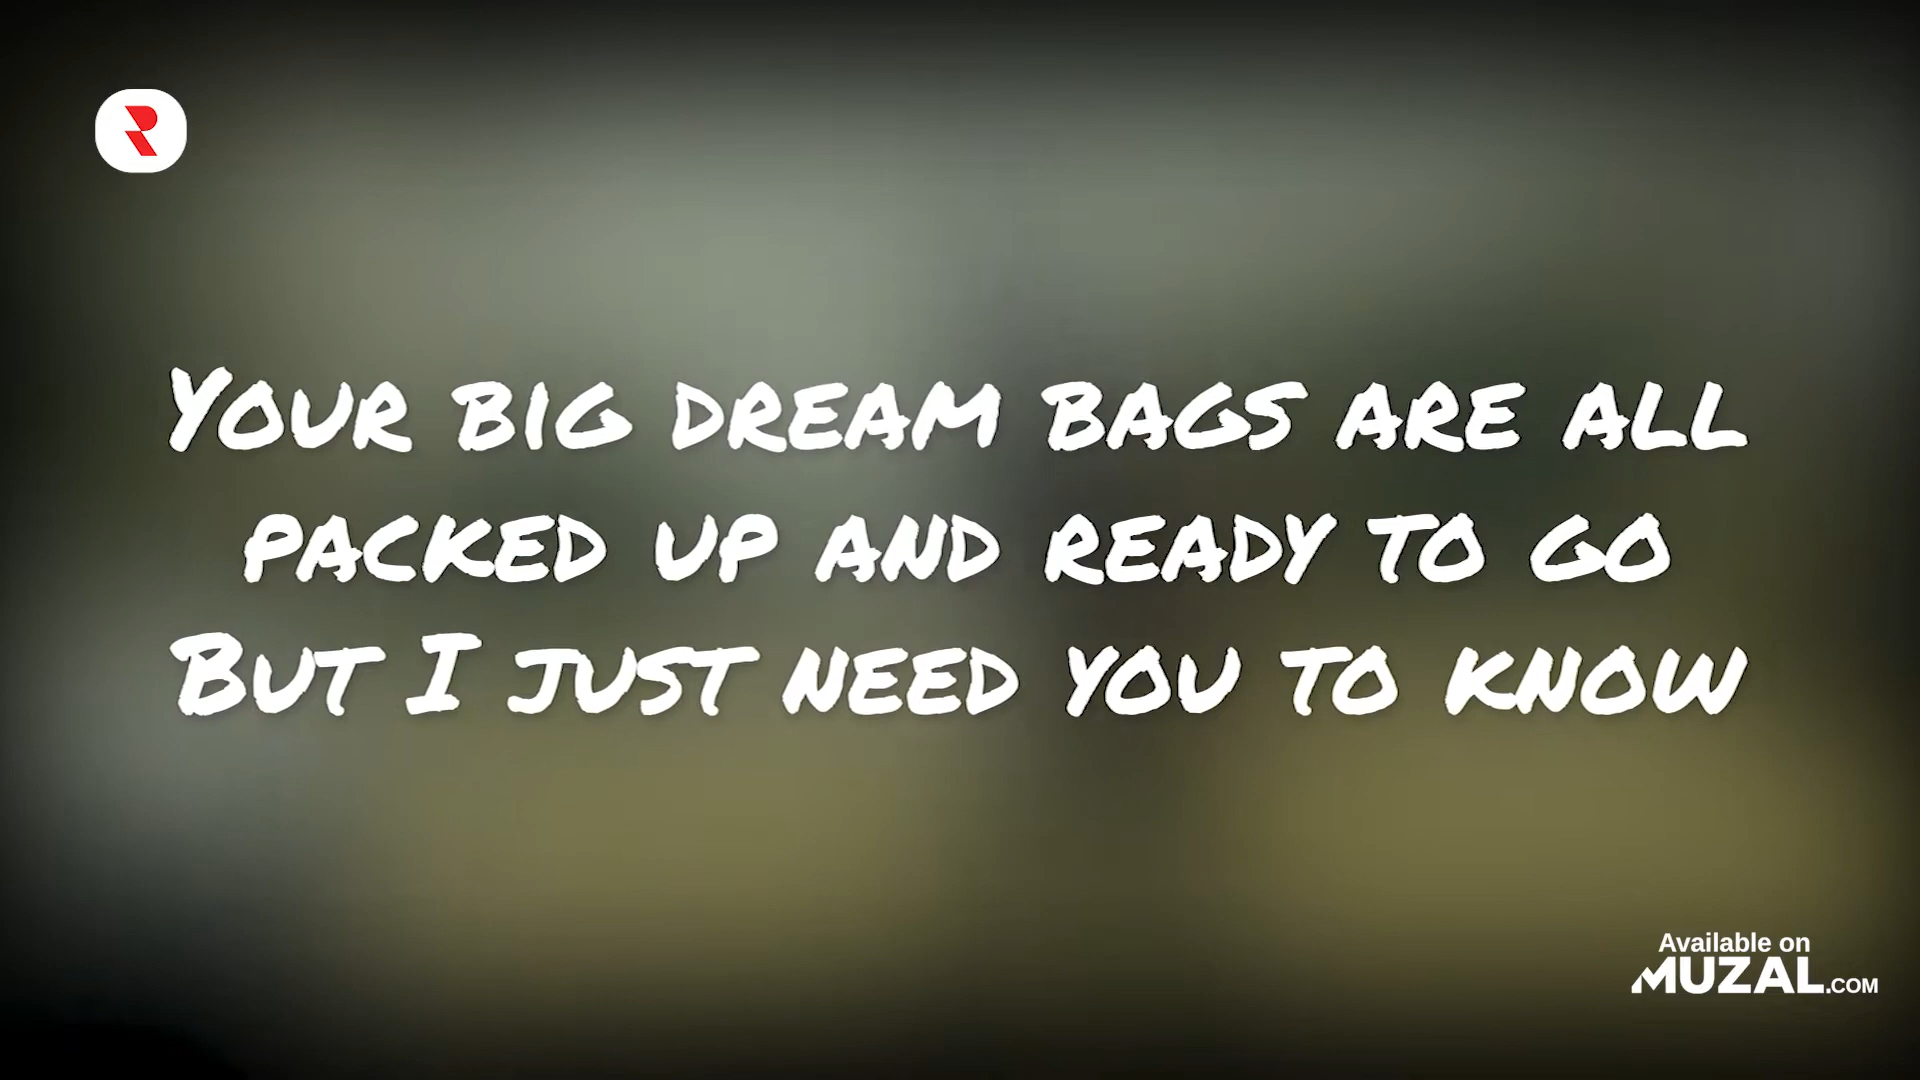 R
Your big dream bags are all
packed up and ready to go
But I just need you to know
Available on
MUZAL.COM